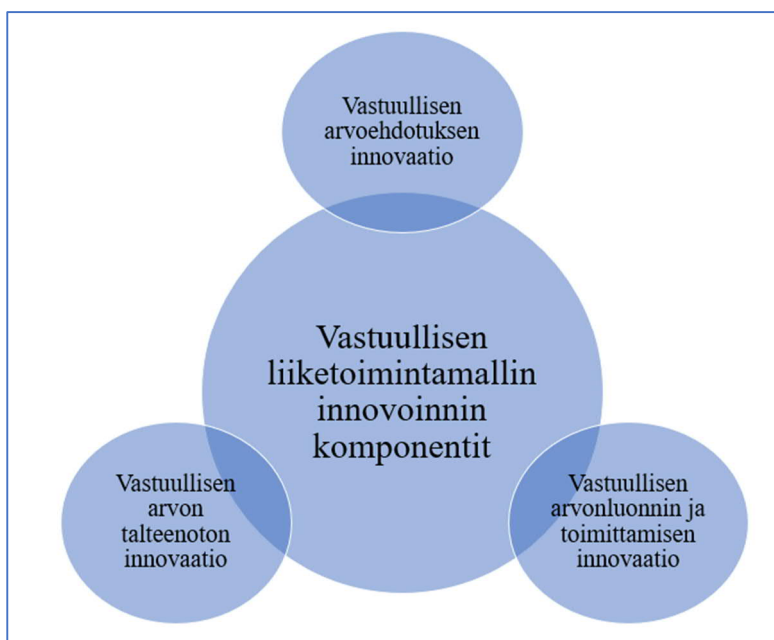 Vastuullisen
arvoehdotuksen
innovaatio
Vastuullisen
liiketoimintamallin
innovoinnin
komponentit
Vastuullisen
arvon
talteenoton
innovaatio
Vastuullisen
arvonluonnin ja
toimittamisen
innovaatio